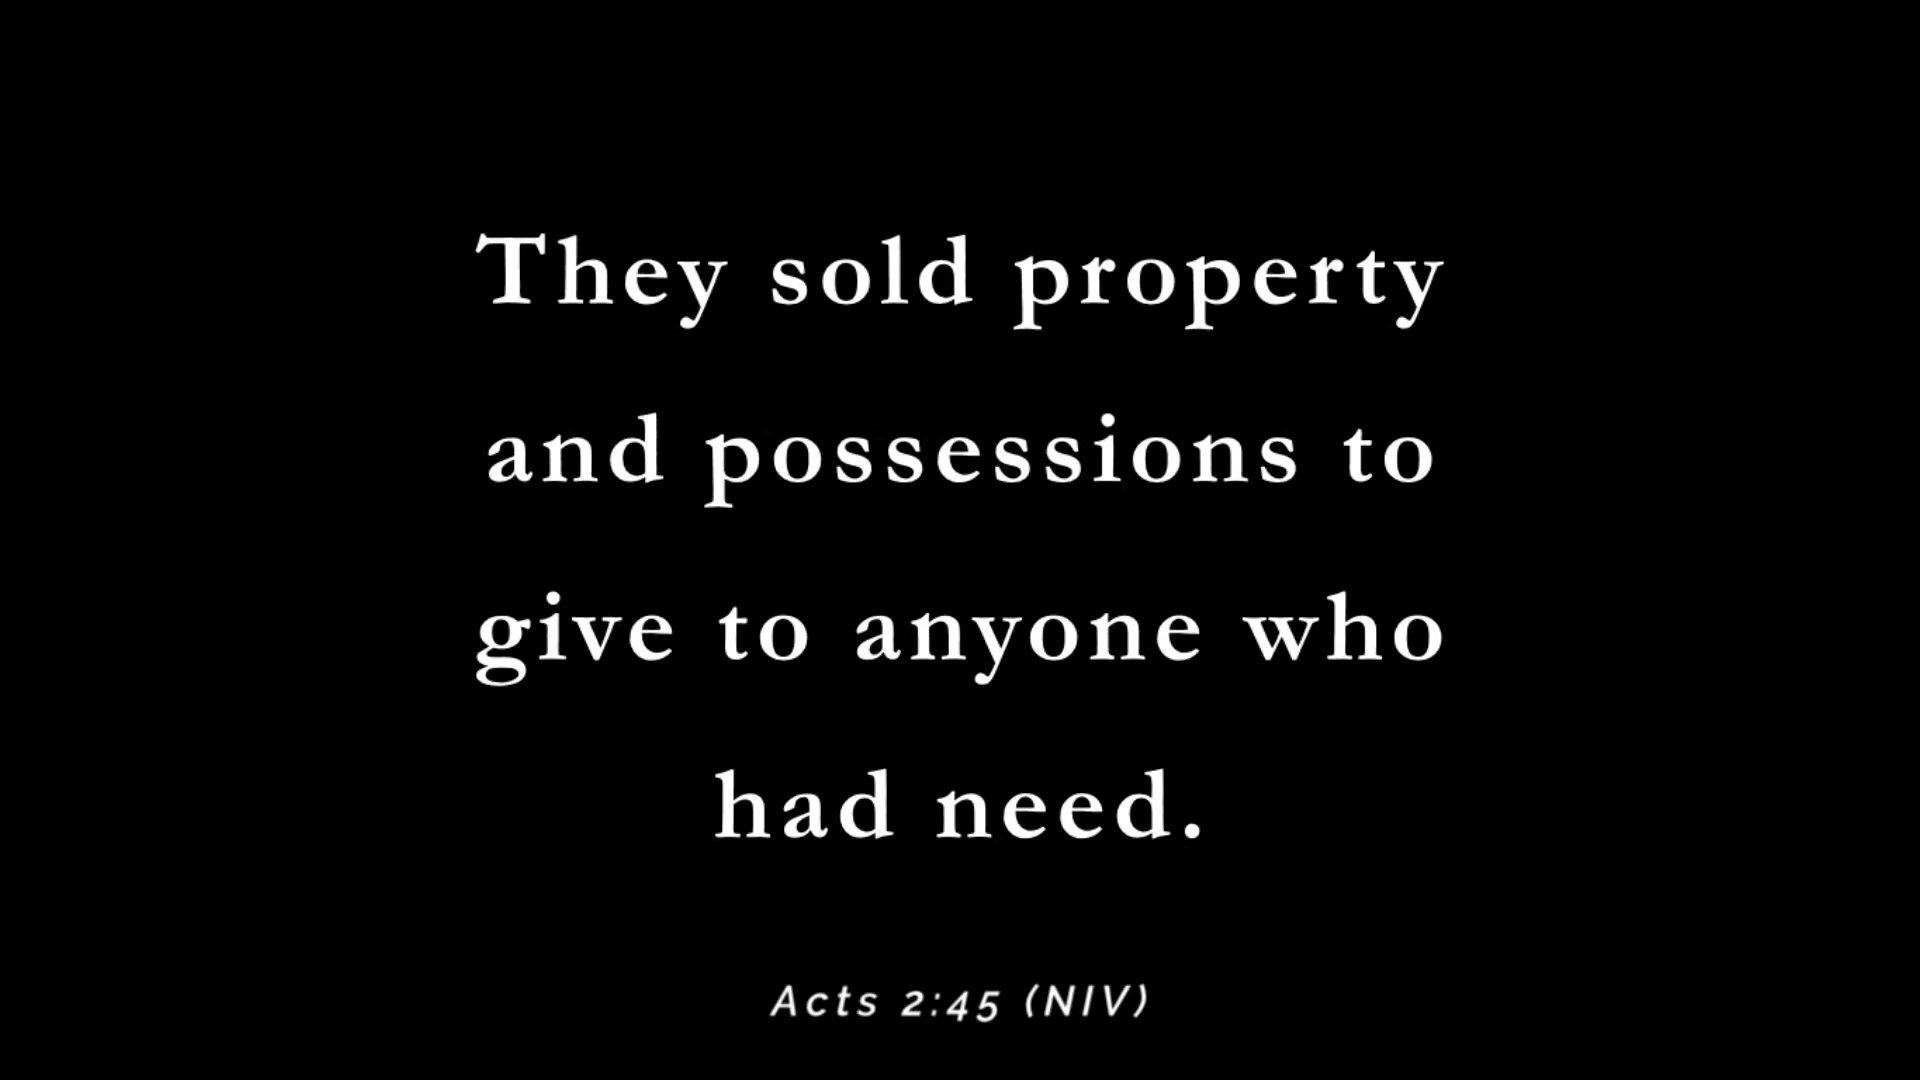 They sold property
and possessions to
give to anyone who
had need.
Acts 2:45 (NIV)